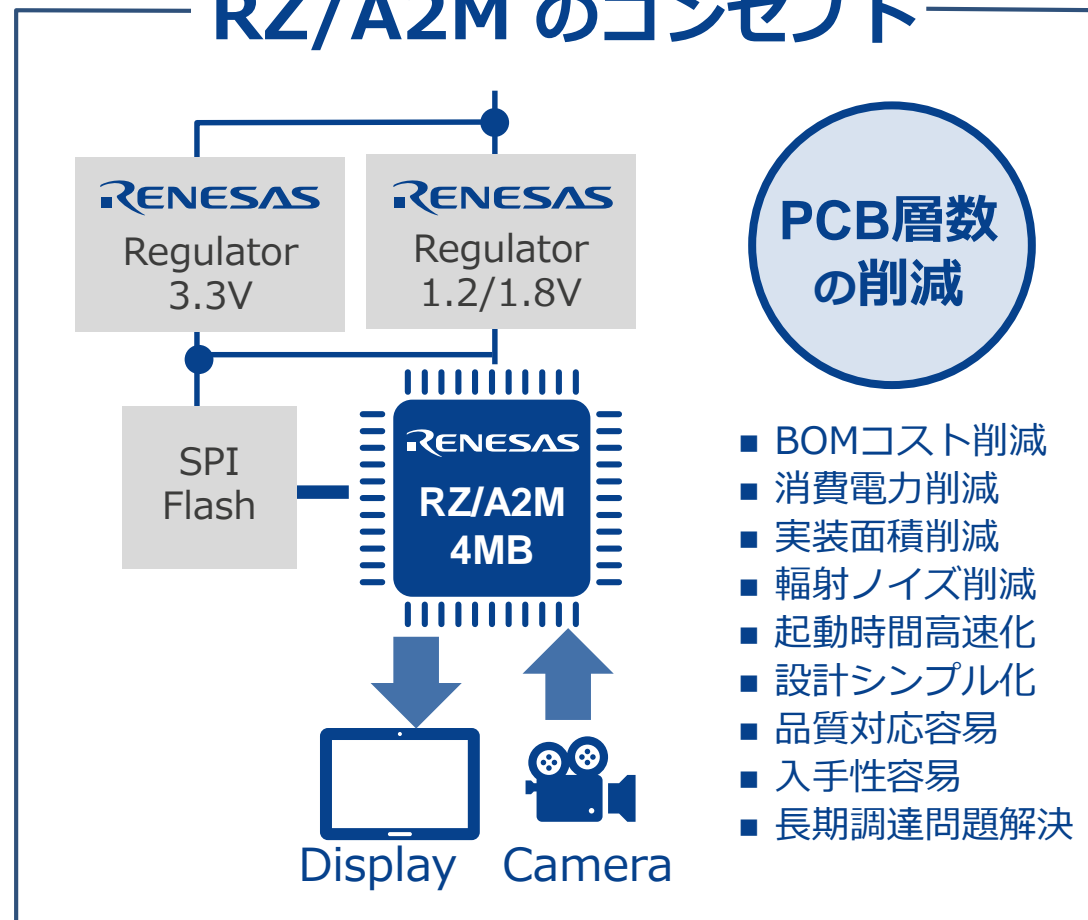 RZ/A2M のコンセプト
RENESAS
Regulator
3.3V
RENESAS
Regulator
1.2/1.8V
PCB層数
の削減
SPI
Flash
RENESAS
RZ/A2M
4MB
■ BOMコスト削減
■ 消費電力削減
■ 実装面積削減
■ 輻射ノイズ削減
■ 起動時間高速化
■ 設計シンプル化
■ 品質対応容易
■ 入手性容易
■ 長期調達問題解決
Display
Camera